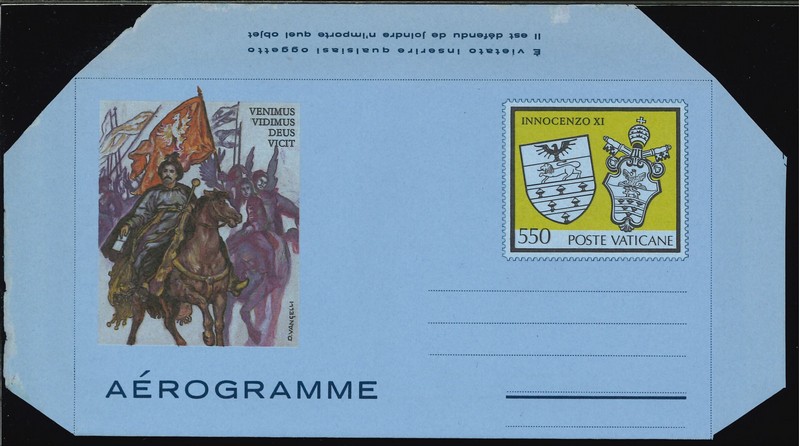 Il est défendu de joindre n'importe quel objet
É vietato inserire qualsiasi oggetto
VENIMUS
VIDIMUS
DEUS
VICIT
INNOCENZO XI
550 POSTE VATICANE
D. VANGELLI
AÉROGRAMME